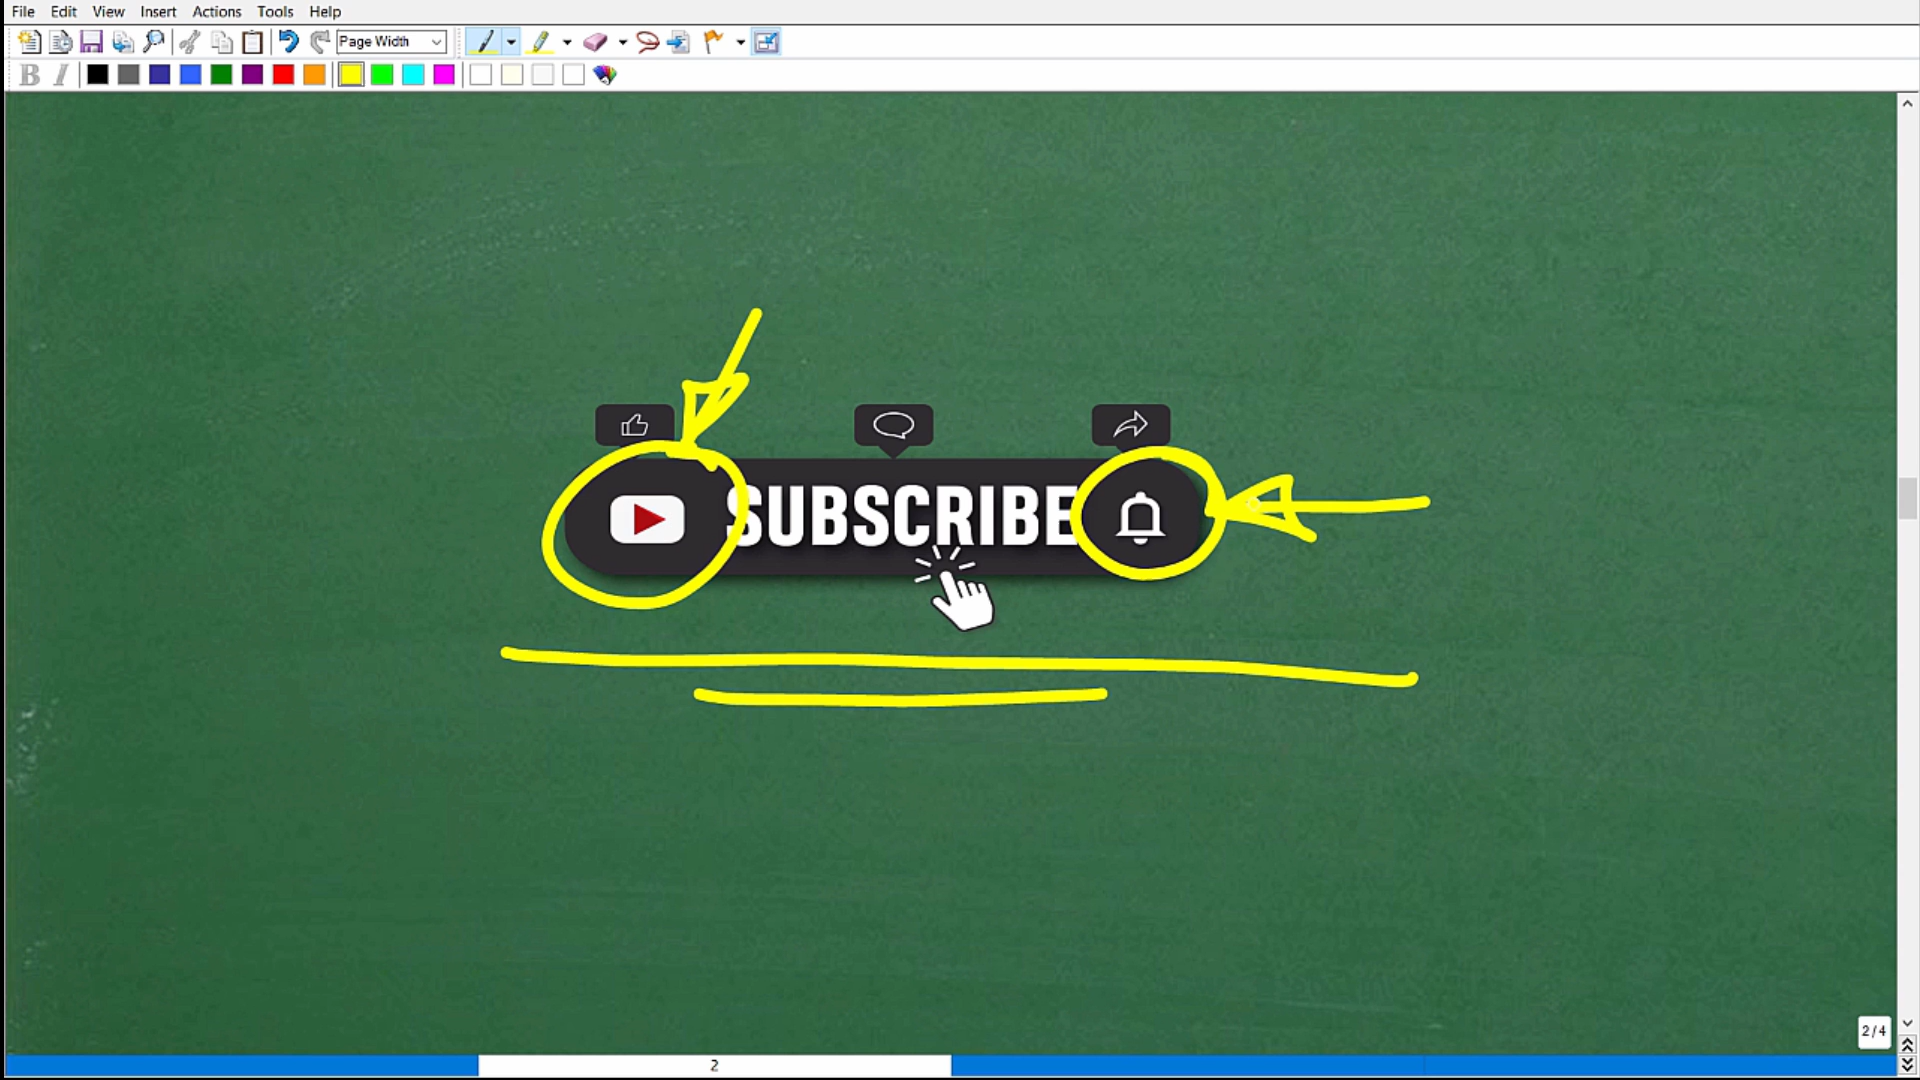 File Edit View Insert Actions Tools Help
Page Width
B I
SUBSCRIBE
2/4
2